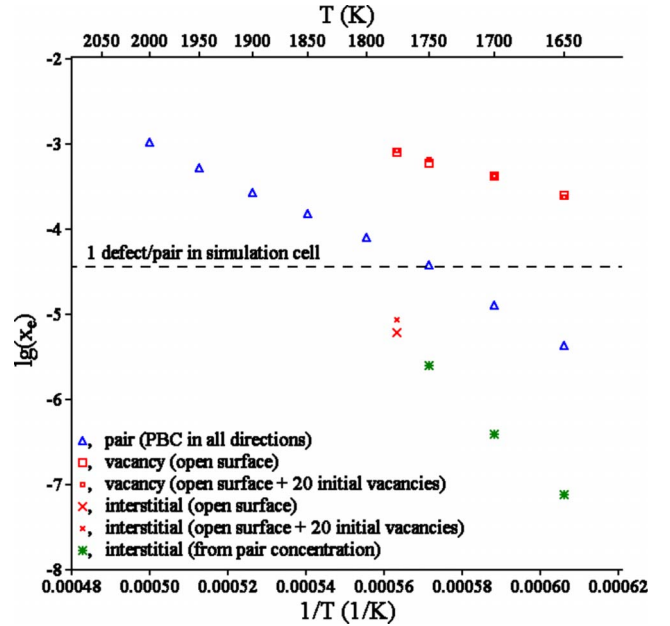 T (K)
2050 2000 1950 1900 1850 1800 1750 1700 1650
-2
-3
-4
1 defect/pair in simulation cell
-5
lg(xe)
-6
, pair (PBC in all directions)
, vacancy (open surface)
-7
, vacancy (open surface + 20 initial vacancies)
, interstitial (open surface)
, interstitial (open surface + 20 initial vacancies)
, interstitial (from pair concentration)
-8
0.00048 0.00050 0.00052 0.00054 0.00056 0.00058 0.00060 0.00062
1/T (1/K)